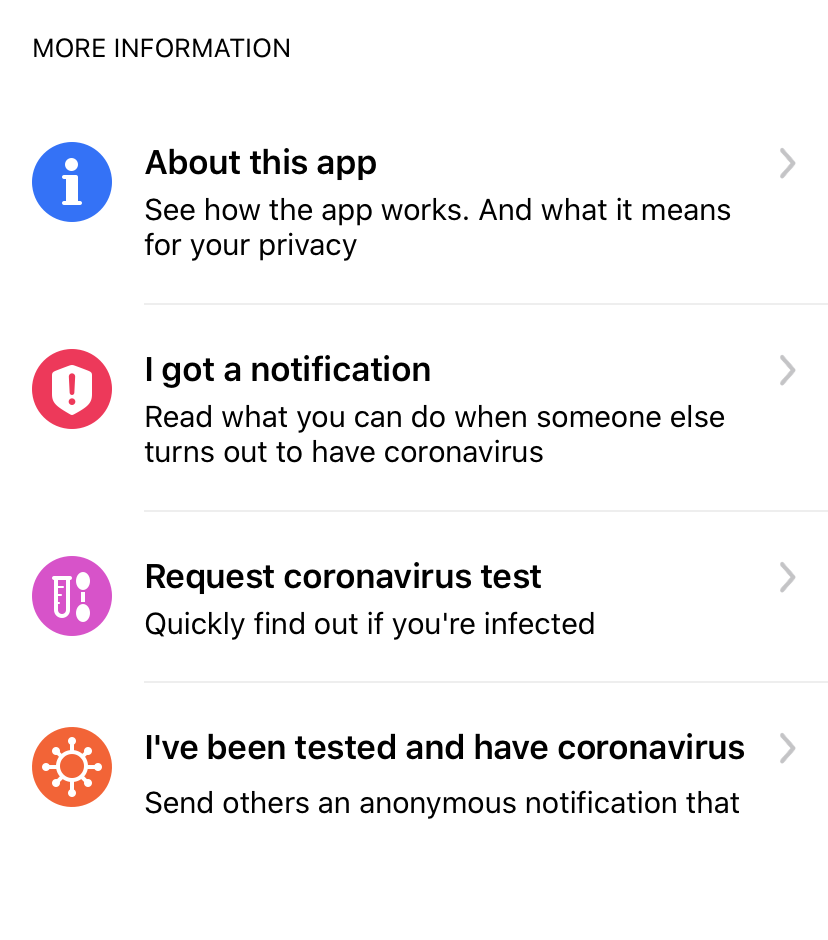 MORE INFORMATION
About this app
See how the app works. And what it means
for your privacy
I got a notification
Read what you can do when someone else
turns out to have coronavirus
Request coronavirus test
Quickly find out if you're infected
I've been tested and have coronavirus
Send others an anonymous notification that